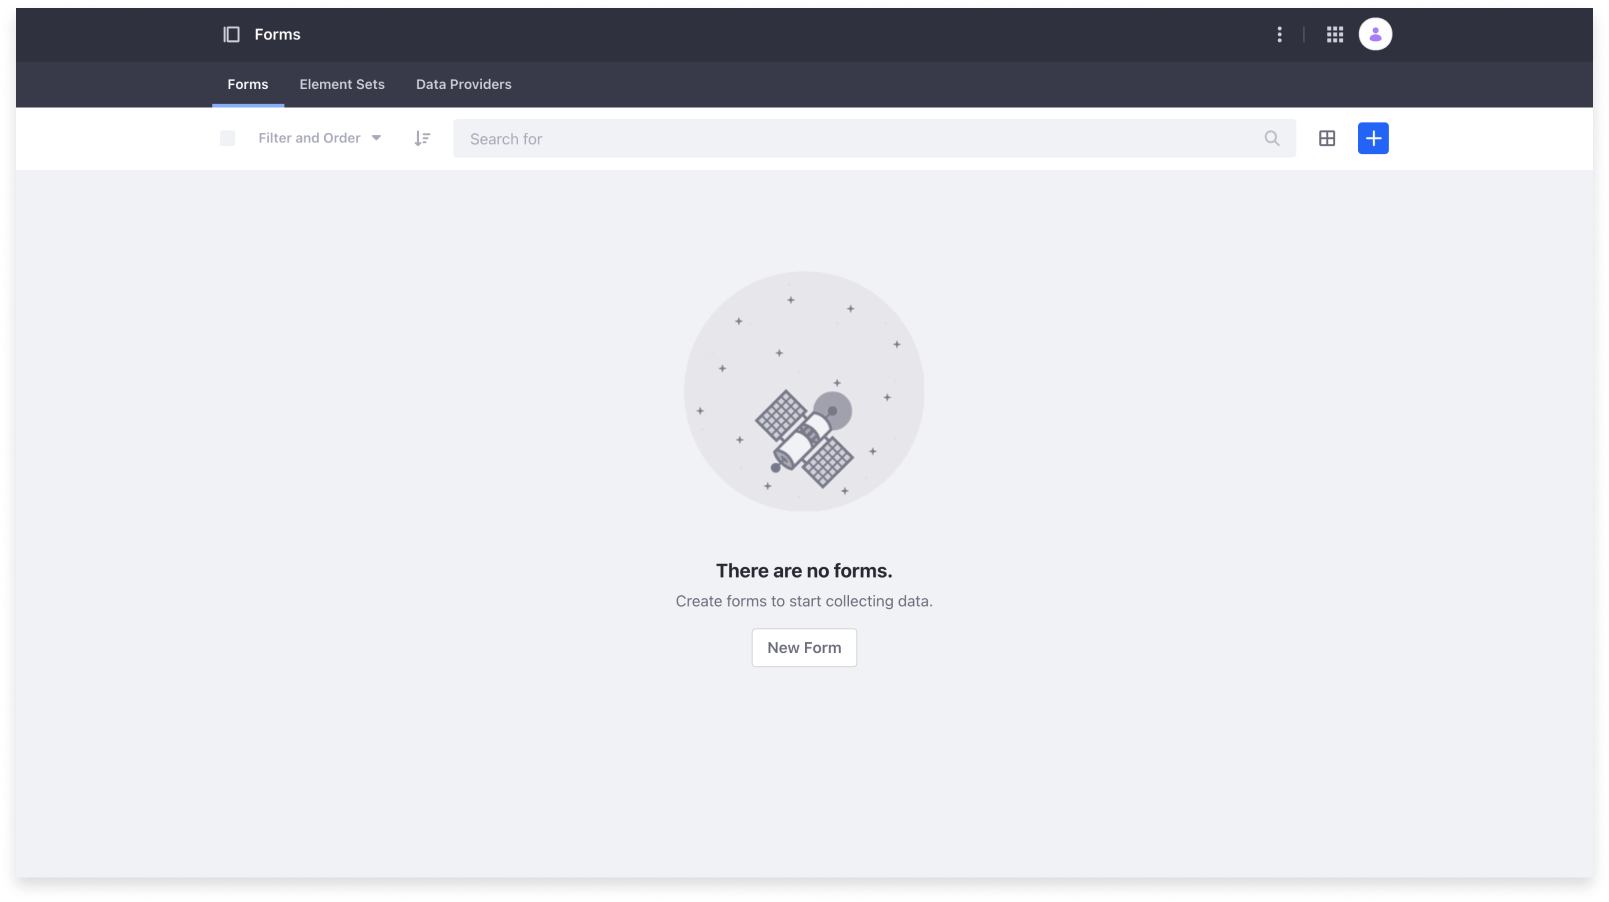 Forms
Forms Element Sets Data Providers
Filter and Order Search for
There are no forms.
Create forms to start collecting data.
New Form